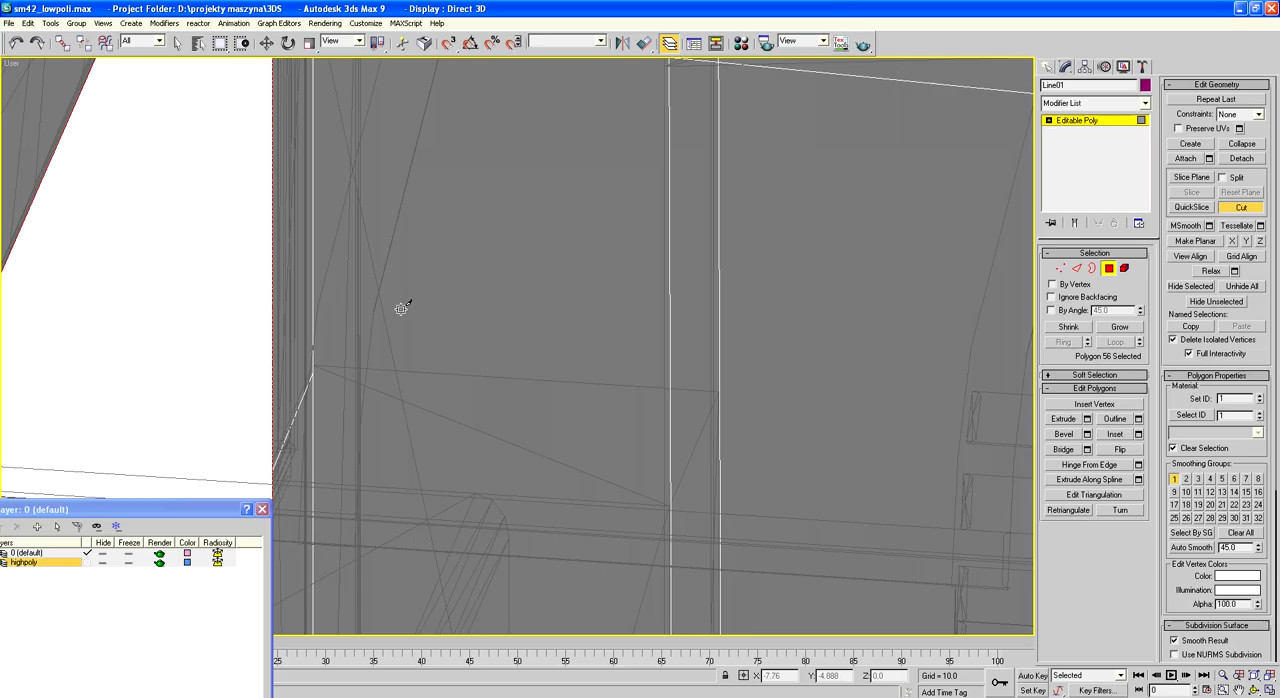 sm42_lowpoli.max - Project Folder: D:\projekty maszyna\3DS - Autodesk 3ds Max 9 - Display : Direct 3D
File Edit Tools Group Views Create Modifiers reactor Animation Graph Editors Rendering Customize MAXScript Help
All View View
User
Line01
Modifier List
Editable Poly
Selection
By Vertex
Ignore Backfacing
By Angle: 45.0
Shrink Grow
Ring Loop
Polygon 56 Selected
Soft Selection
Edit Polygons
Insert Vertex
Extrude Outline
Bevel Inset
Bridge Flip
Hinge From Edge
Extrude Along Spline
Edit Triangulation
Retriangulate Turn
Edit Geometry
Repeat Last
Constraints: None
Preserve UVs
Create Collapse
Attach Detach
Slice Plane Split
Slice Reset Plane
QuickSlice Cut
MSmooth Tessellate
Make Planar X Y Z
View Align Grid Align
Relax
Hide Selected Unhide All
Hide Unselected
Named Selections:
Copy Paste
Delete Isolated Vertices
Full Interactivity
Polygon Properties
Material:
Set ID: 1
Select ID 1
Clear Selection
Smoothing Groups:
1 2 3 4 5 6 7 8
9 10 11 12 13 14 15 16
17 18 19 20 21 22 23 24
25 26 27 28 29 30 31 32
Select By SG Clear All
Auto Smooth 45.0
Edit Vertex Colors
Color:
Illumination:
Alpha: 100.0
Subdivision Surface
Smooth Result
Use NURMS Subdivision
ayer: 0 (default)
yers Hide Freeze Render Color Radiosity
0 (default)
highpoly
25 30 35 40 45 50 55 60 65 70 75 80 85 90 95 100
X: -7.76 Y: -4.888 Z: 0.0 Grid = 10.0
Add Time Tag
Auto Key Selected
Set Key Key Filters...